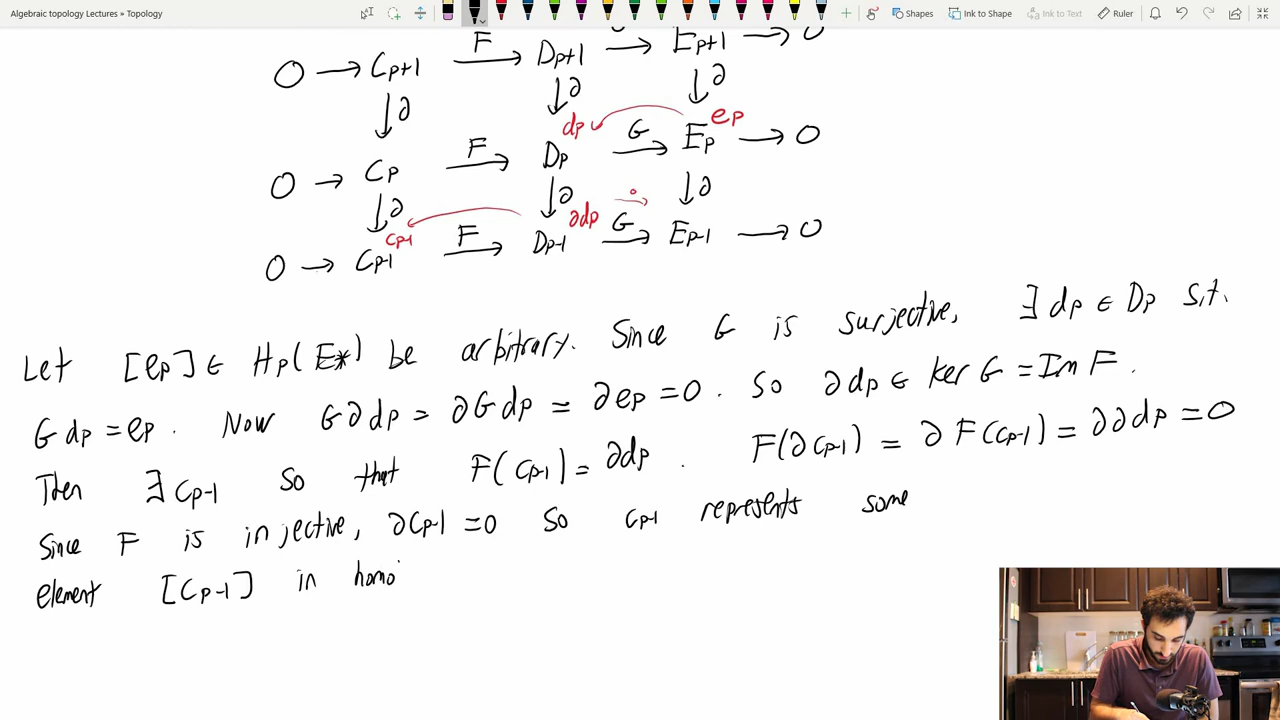 Algebraic topology Lectures » Topology
Shapes Ink to Shape Ink to Text Ruler
0 → Cp+1 F→ Dp+1 → Ep+1 → 0
↓∂ ↓∂ ↓∂
dp ep
0 → Cp F→ Dp G→ Ep → 0
↓∂ ↓∂ ↓∂
cp-1 ∂dp 0
0 → Cp-1 F→ Dp-1 G→ Ep-1 → 0
Let [ep] ∈ Hp(E*) be arbitrary. Since G is surjective, ∃ dp ∈ Dp s.t.
G dp = ep. Now G∂dp = ∂Gdp = ∂ep = 0. So ∂dp ∈ ker G = Im F.
Then ∃ cp-1 so that F(cp-1) = ∂dp. F(∂cp-1) = ∂F(cp-1) = ∂∂dp = 0
Since F is injective, ∂cp-1 = 0 so cp-1 represents some
element [cp-1] in homo